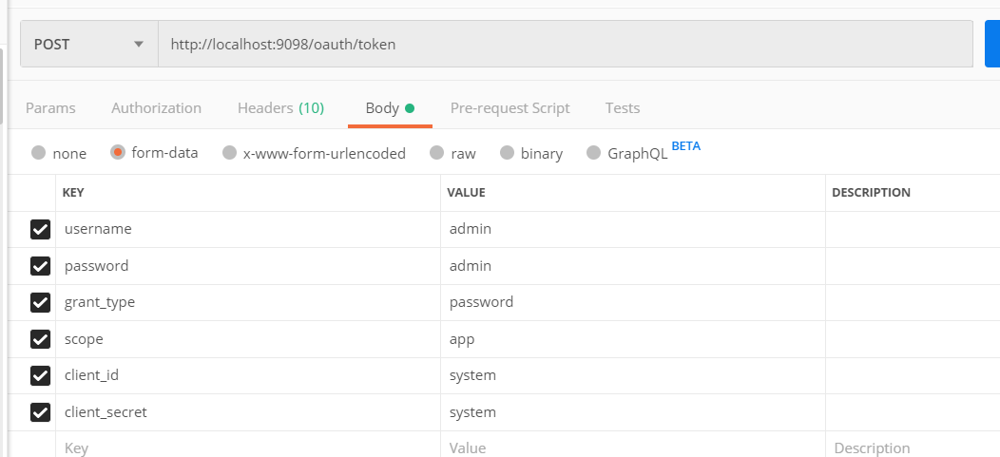 POST http://localhost:9098/oauth/token
Params Authorization Headers (10) Body Pre-request Script Tests
none form-data x-www-form-urlencoded raw binary GraphQL BETA
KEY VALUE DESCRIPTION
username admin
password admin
grant_type password
scope app
client_id system
client_secret system
Key Value Description